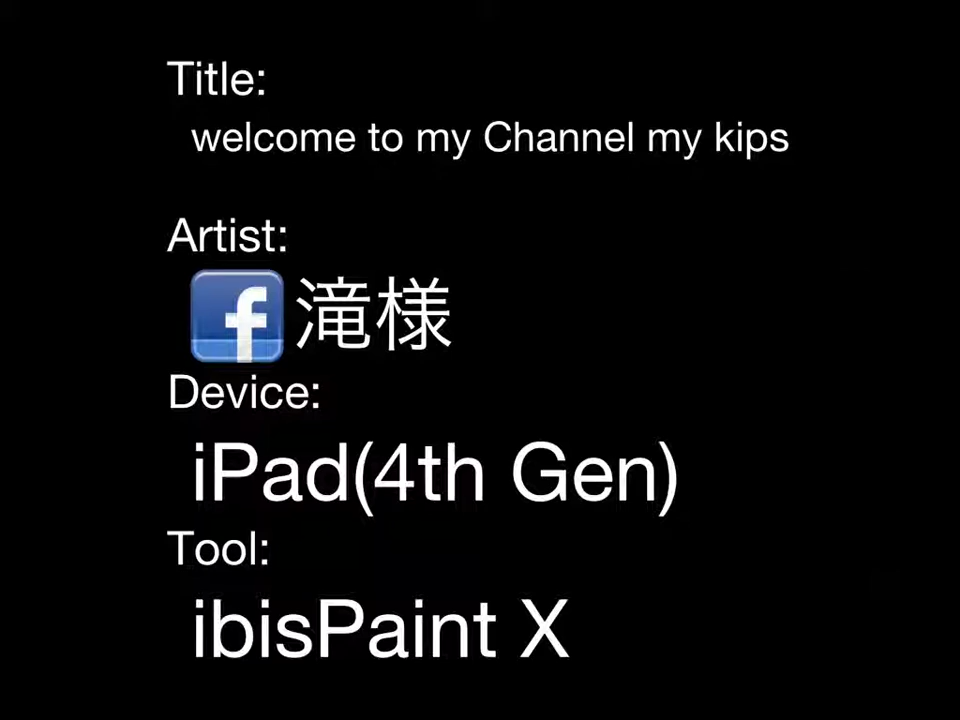 Title:
welcome to my Channel my kips
Artist:
f 滝様
Device:
iPad(4th Gen)
Tool:
ibisPaint X